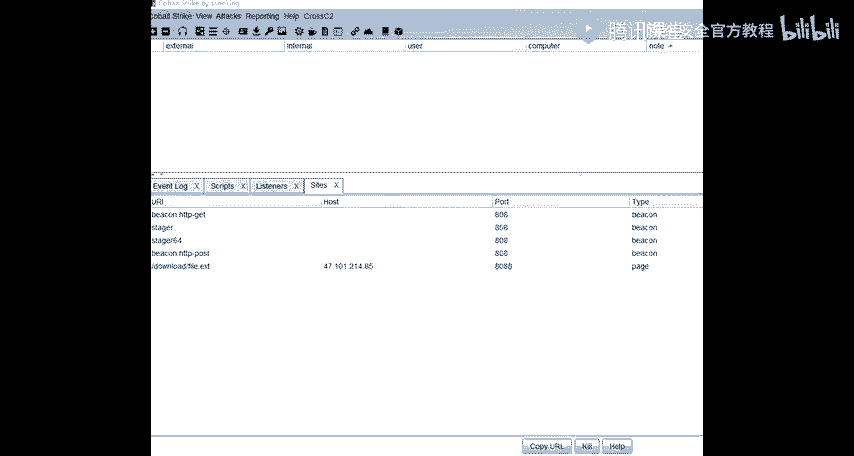 Cobalt Strike
Cobalt Strike View Attacks Reporting Help CrossC2
腾讯课堂 安全官方教程 bilibili
external internal user computer note
Event Log X Scripts X Listeners X Sites X
URI Host Port Type
beacon.http-get 808 beacon
stager 808 beacon
stager64 808 beacon
beacon.http-post 808 beacon
/download/file.ext 47.101.214.85 8088 page
Copy URL Kill Help